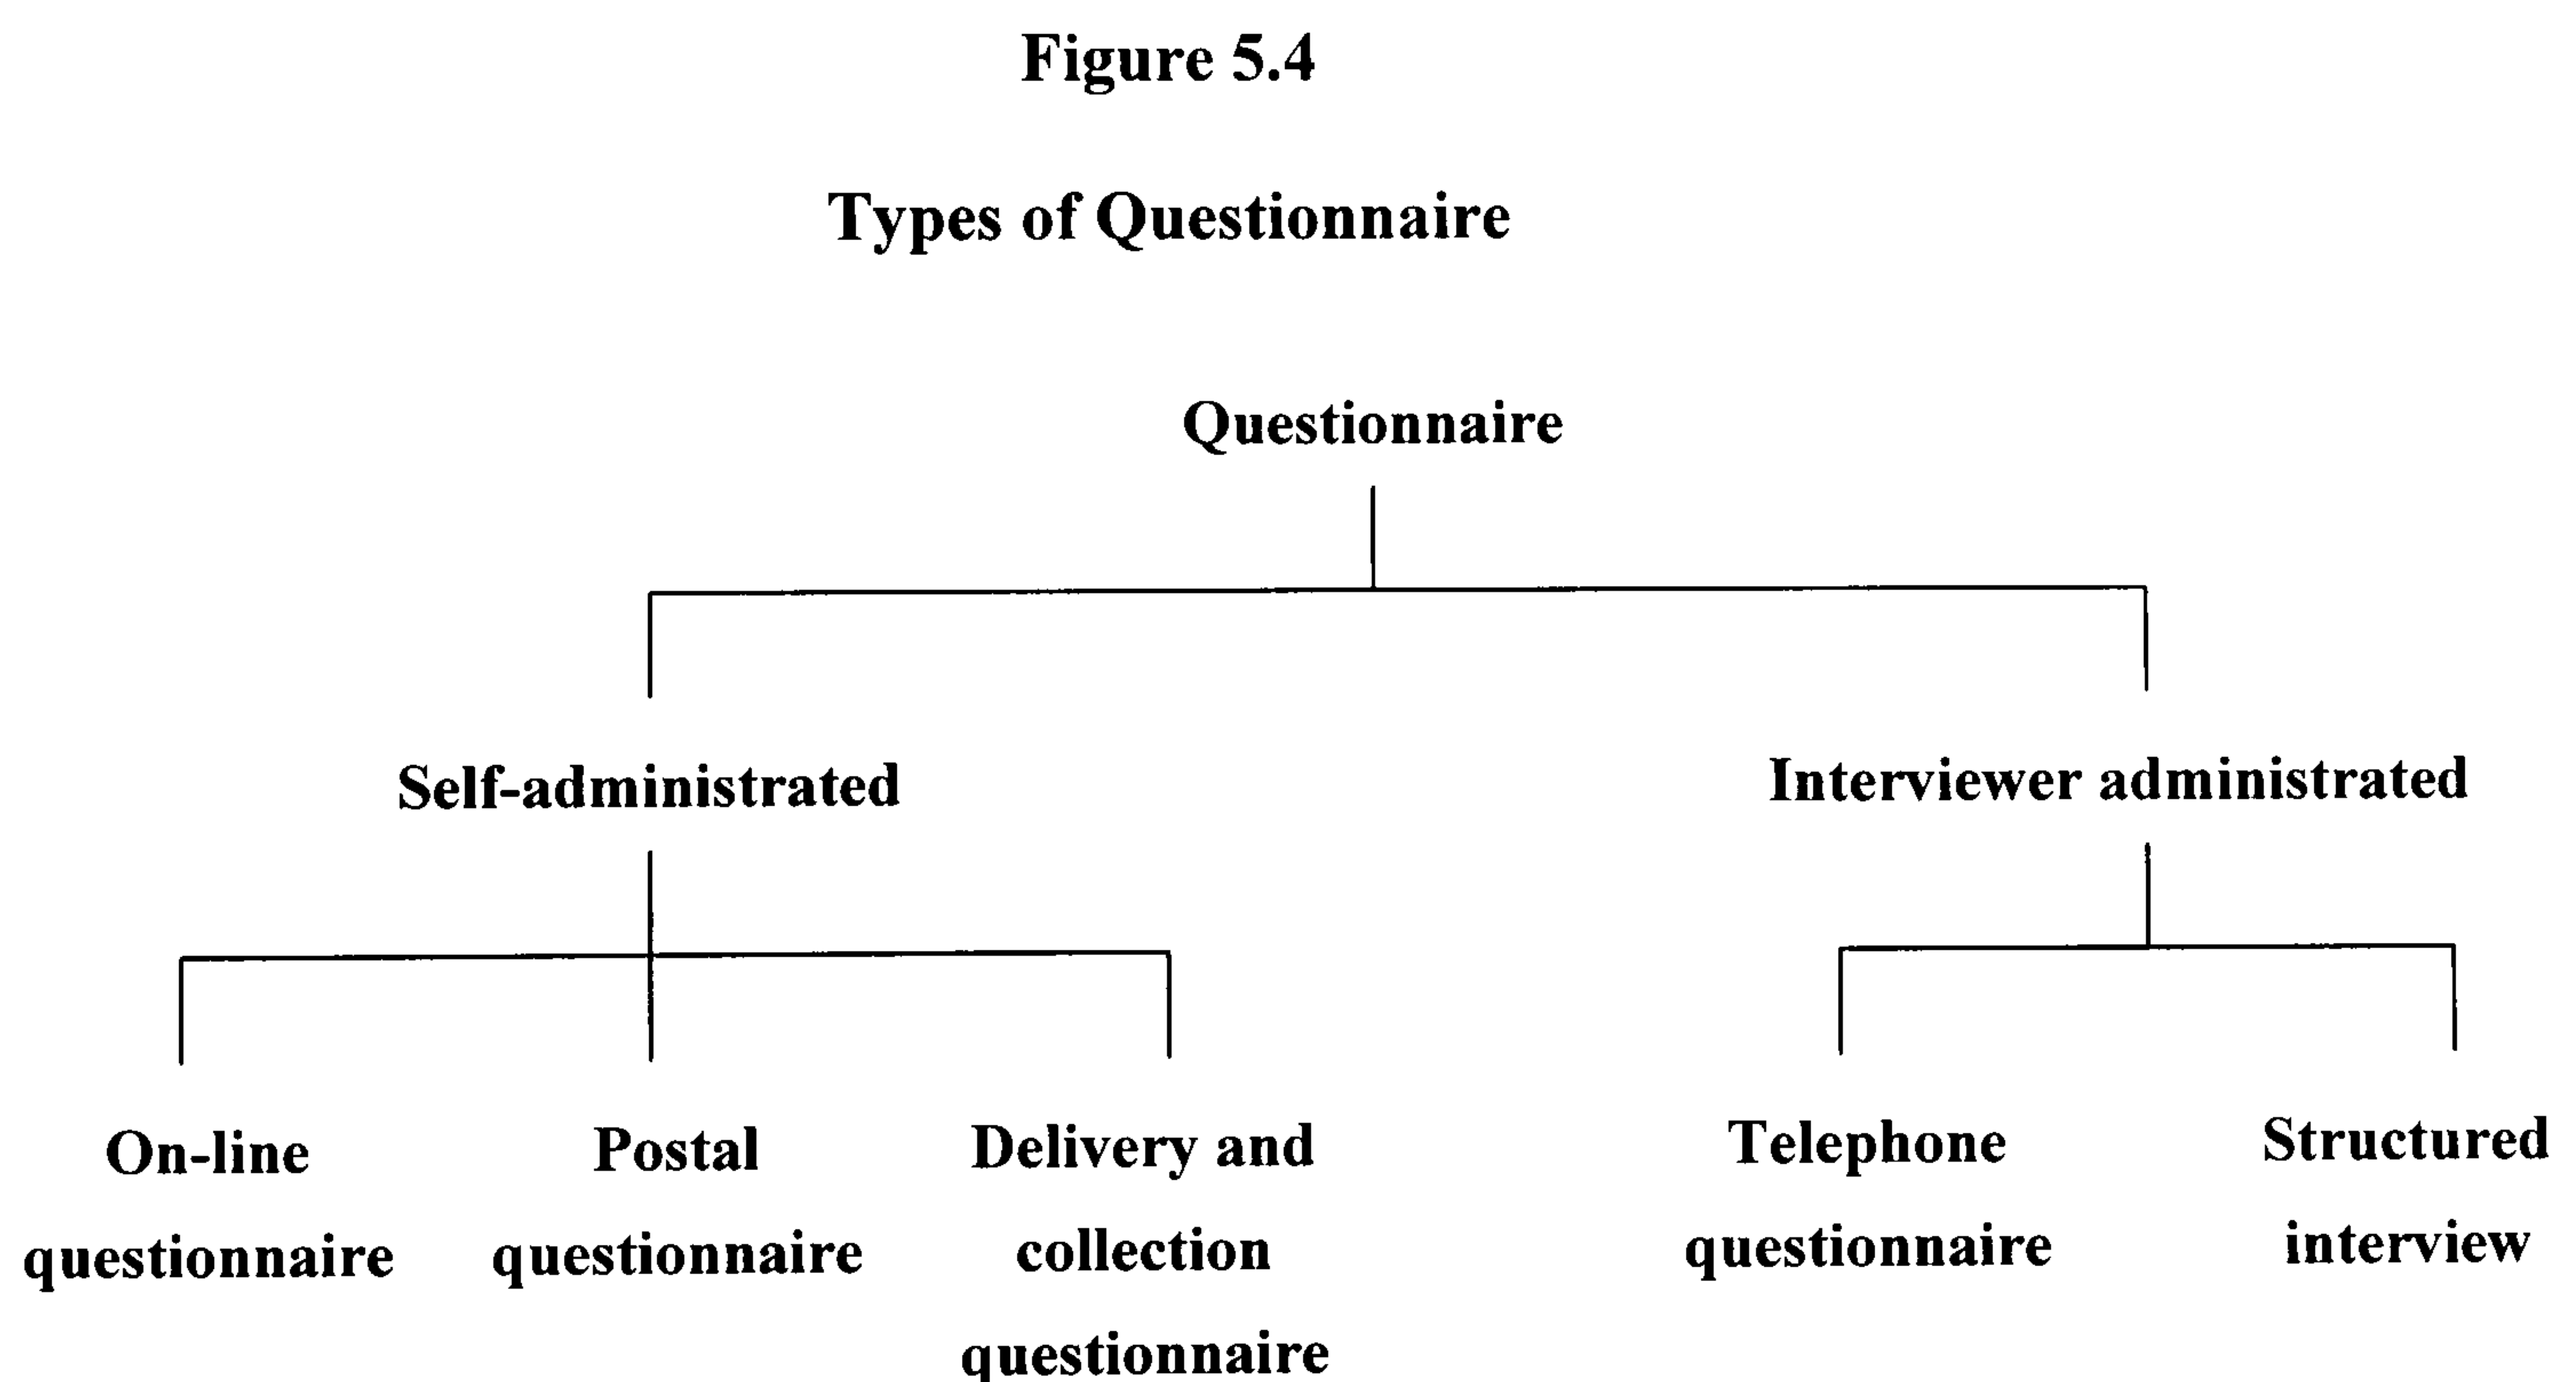 Figure 5.4
Types of Questionnaire
Questionnaire
Self-administrated
Interviewer administrated
On-line
questionnaire
Postal
questionnaire
Delivery and
collection
questionnaire
Telephone
questionnaire
Structured
interview